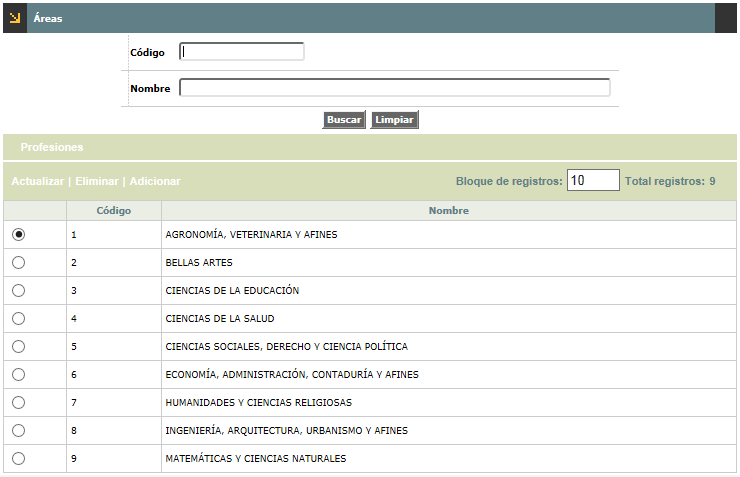 Áreas
Código
Nombre
Buscar Limpiar
Profesiones
Actualizar | Eliminar | Adicionar Bloque de registros: 10 Total registros: 9
Código Nombre
1 AGRONOMÍA, VETERINARIA Y AFINES
2 BELLAS ARTES
3 CIENCIAS DE LA EDUCACIÓN
4 CIENCIAS DE LA SALUD
5 CIENCIAS SOCIALES, DERECHO Y CIENCIA POLÍTICA
6 ECONOMÍA, ADMINISTRACIÓN, CONTADURÍA Y AFINES
7 HUMANIDADES Y CIENCIAS RELIGIOSAS
8 INGENIERÍA, ARQUITECTURA, URBANISMO Y AFINES
9 MATEMÁTICAS Y CIENCIAS NATURALES